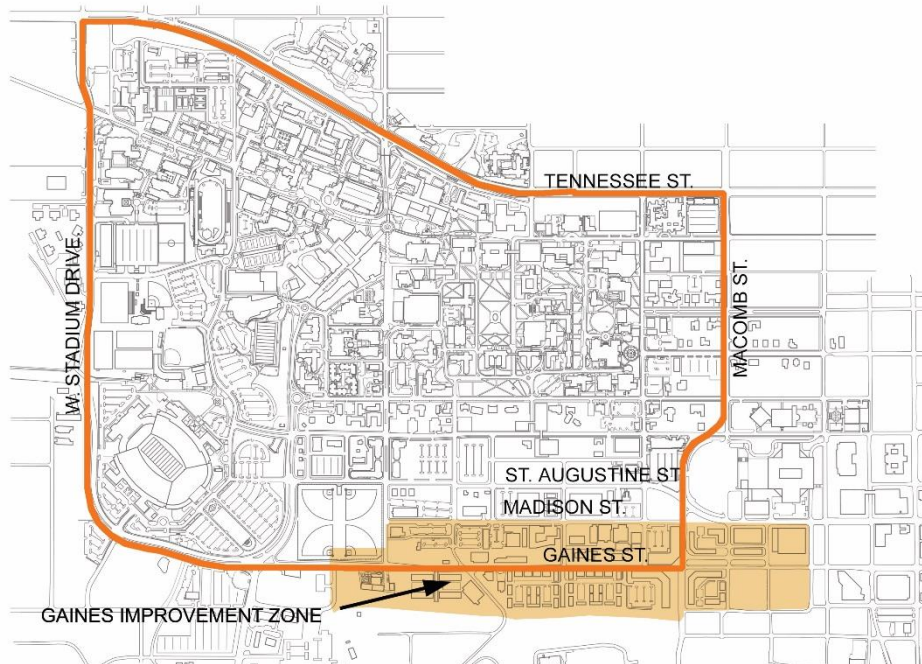 TENNESSEE ST.
W. STADIUM DRIVE
MACOMB ST.
ST. AUGUSTINE ST
MADISON ST.
GAINES ST.
GAINES IMPROVEMENT ZONE